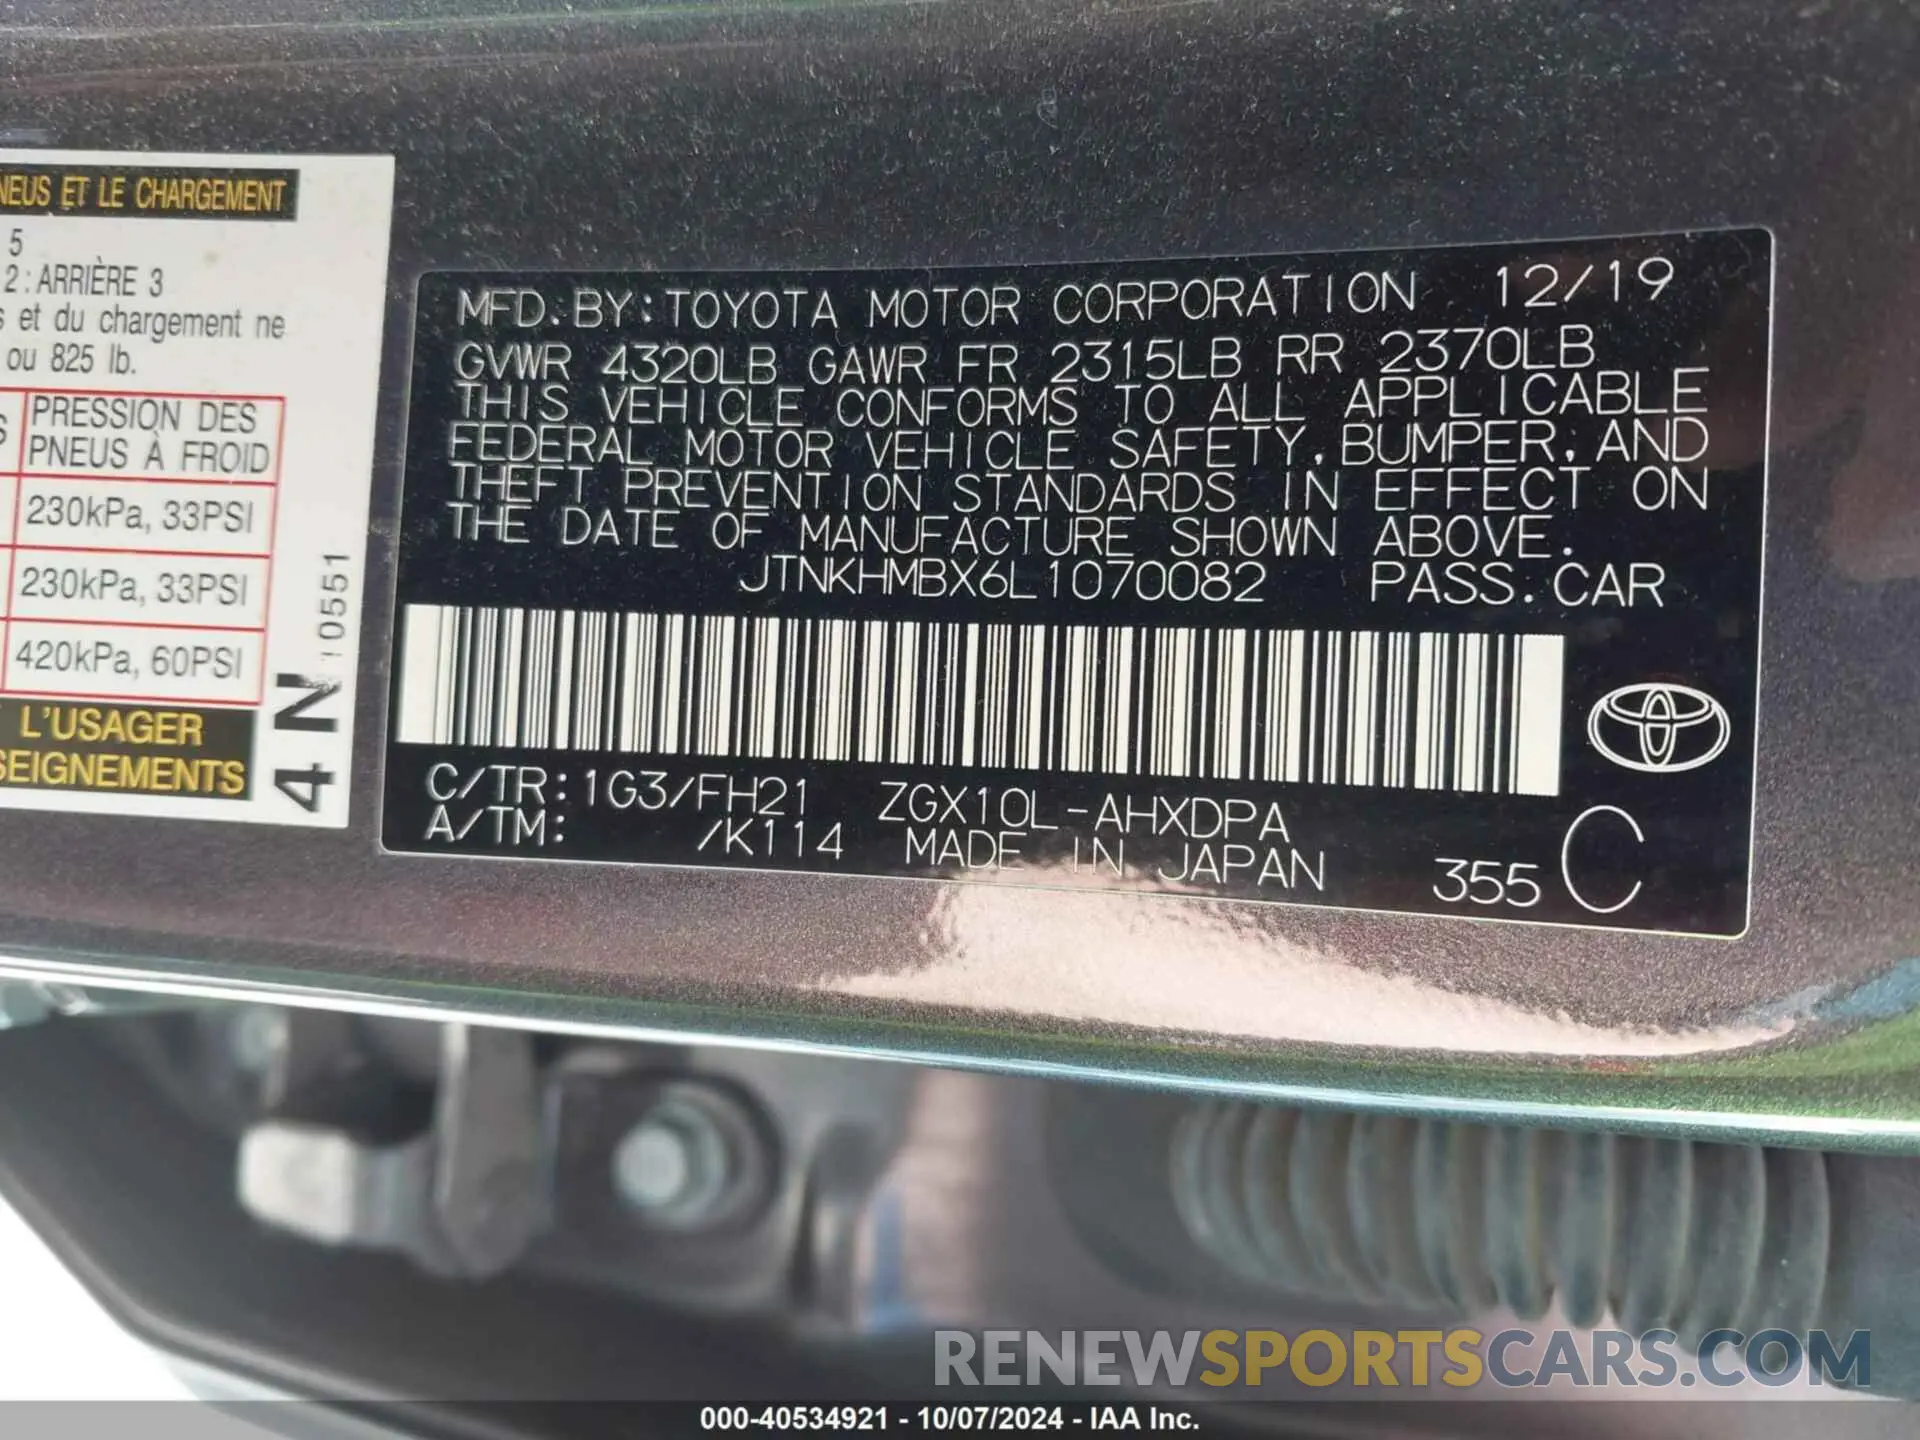 NEUS ET LE CHARGEMENT
5
2 : ARRIÈRE 3
s et du chargement ne
ou 825 lb.
S PRESSION DES
PNEUS À FROID
230kPa, 33PSI
230kPa, 33PSI
420kPa, 60PSI
L'USAGER
SEIGNEMENTS
4N 10551
MFD. BY: TOYOTA MOTOR CORPORATION 12/19
GVWR 4320LB GAWR FR 2315LB RR 2370LB
THIS VEHICLE CONFORMS TO ALL APPLICABLE
FEDERAL MOTOR VEHICLE SAFETY, BUMPER, AND
THEFT PREVENTION STANDARDS IN EFFECT ON
THE DATE OF MANUFACTURE SHOWN ABOVE.
JTNKHMBX6L1070082 PASS. CAR
C/TR: 1G3/FH21 ZGX10L-AHXDPA
A/TM: /K114 MADE IN JAPAN 355 C
RENEWSPORTSCARS.COM
000-40534921 - 10/07/2024 - IAA Inc.